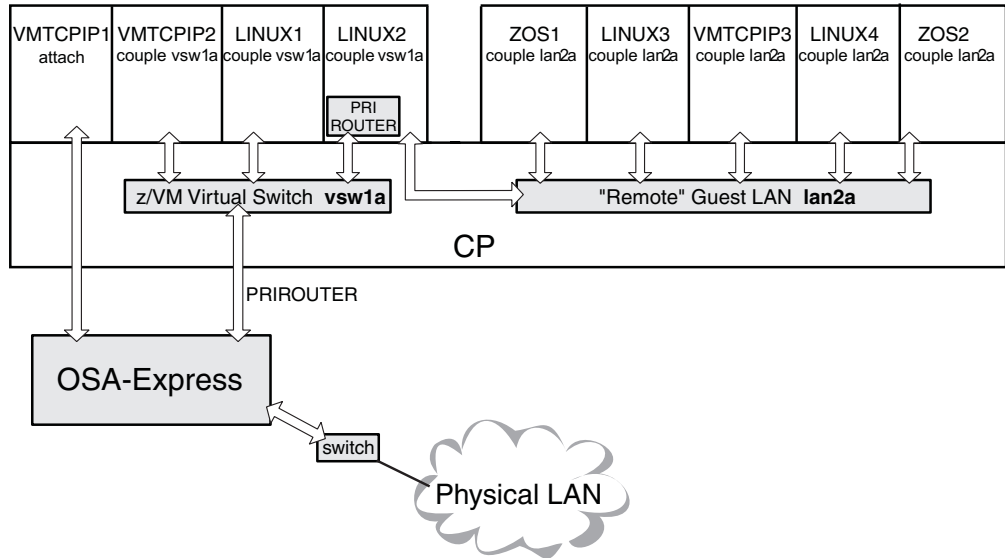 VMTCPIP1
attach
VMTCPIP2
couple vsw1a
LINUX1
couple vsw1a
LINUX2
couple vsw1a
PRI
ROUTER
ZOS1
couple lan2a
LINUX3
couple lan2a
VMTCPIP3
couple lan2a
LINUX4
couple lan2a
ZOS2
couple lan2a
z/VM Virtual Switch vsw1a
"Remote" Guest LAN lan2a
CP
PRIROUTER
OSA-Express
switch
Physical LAN